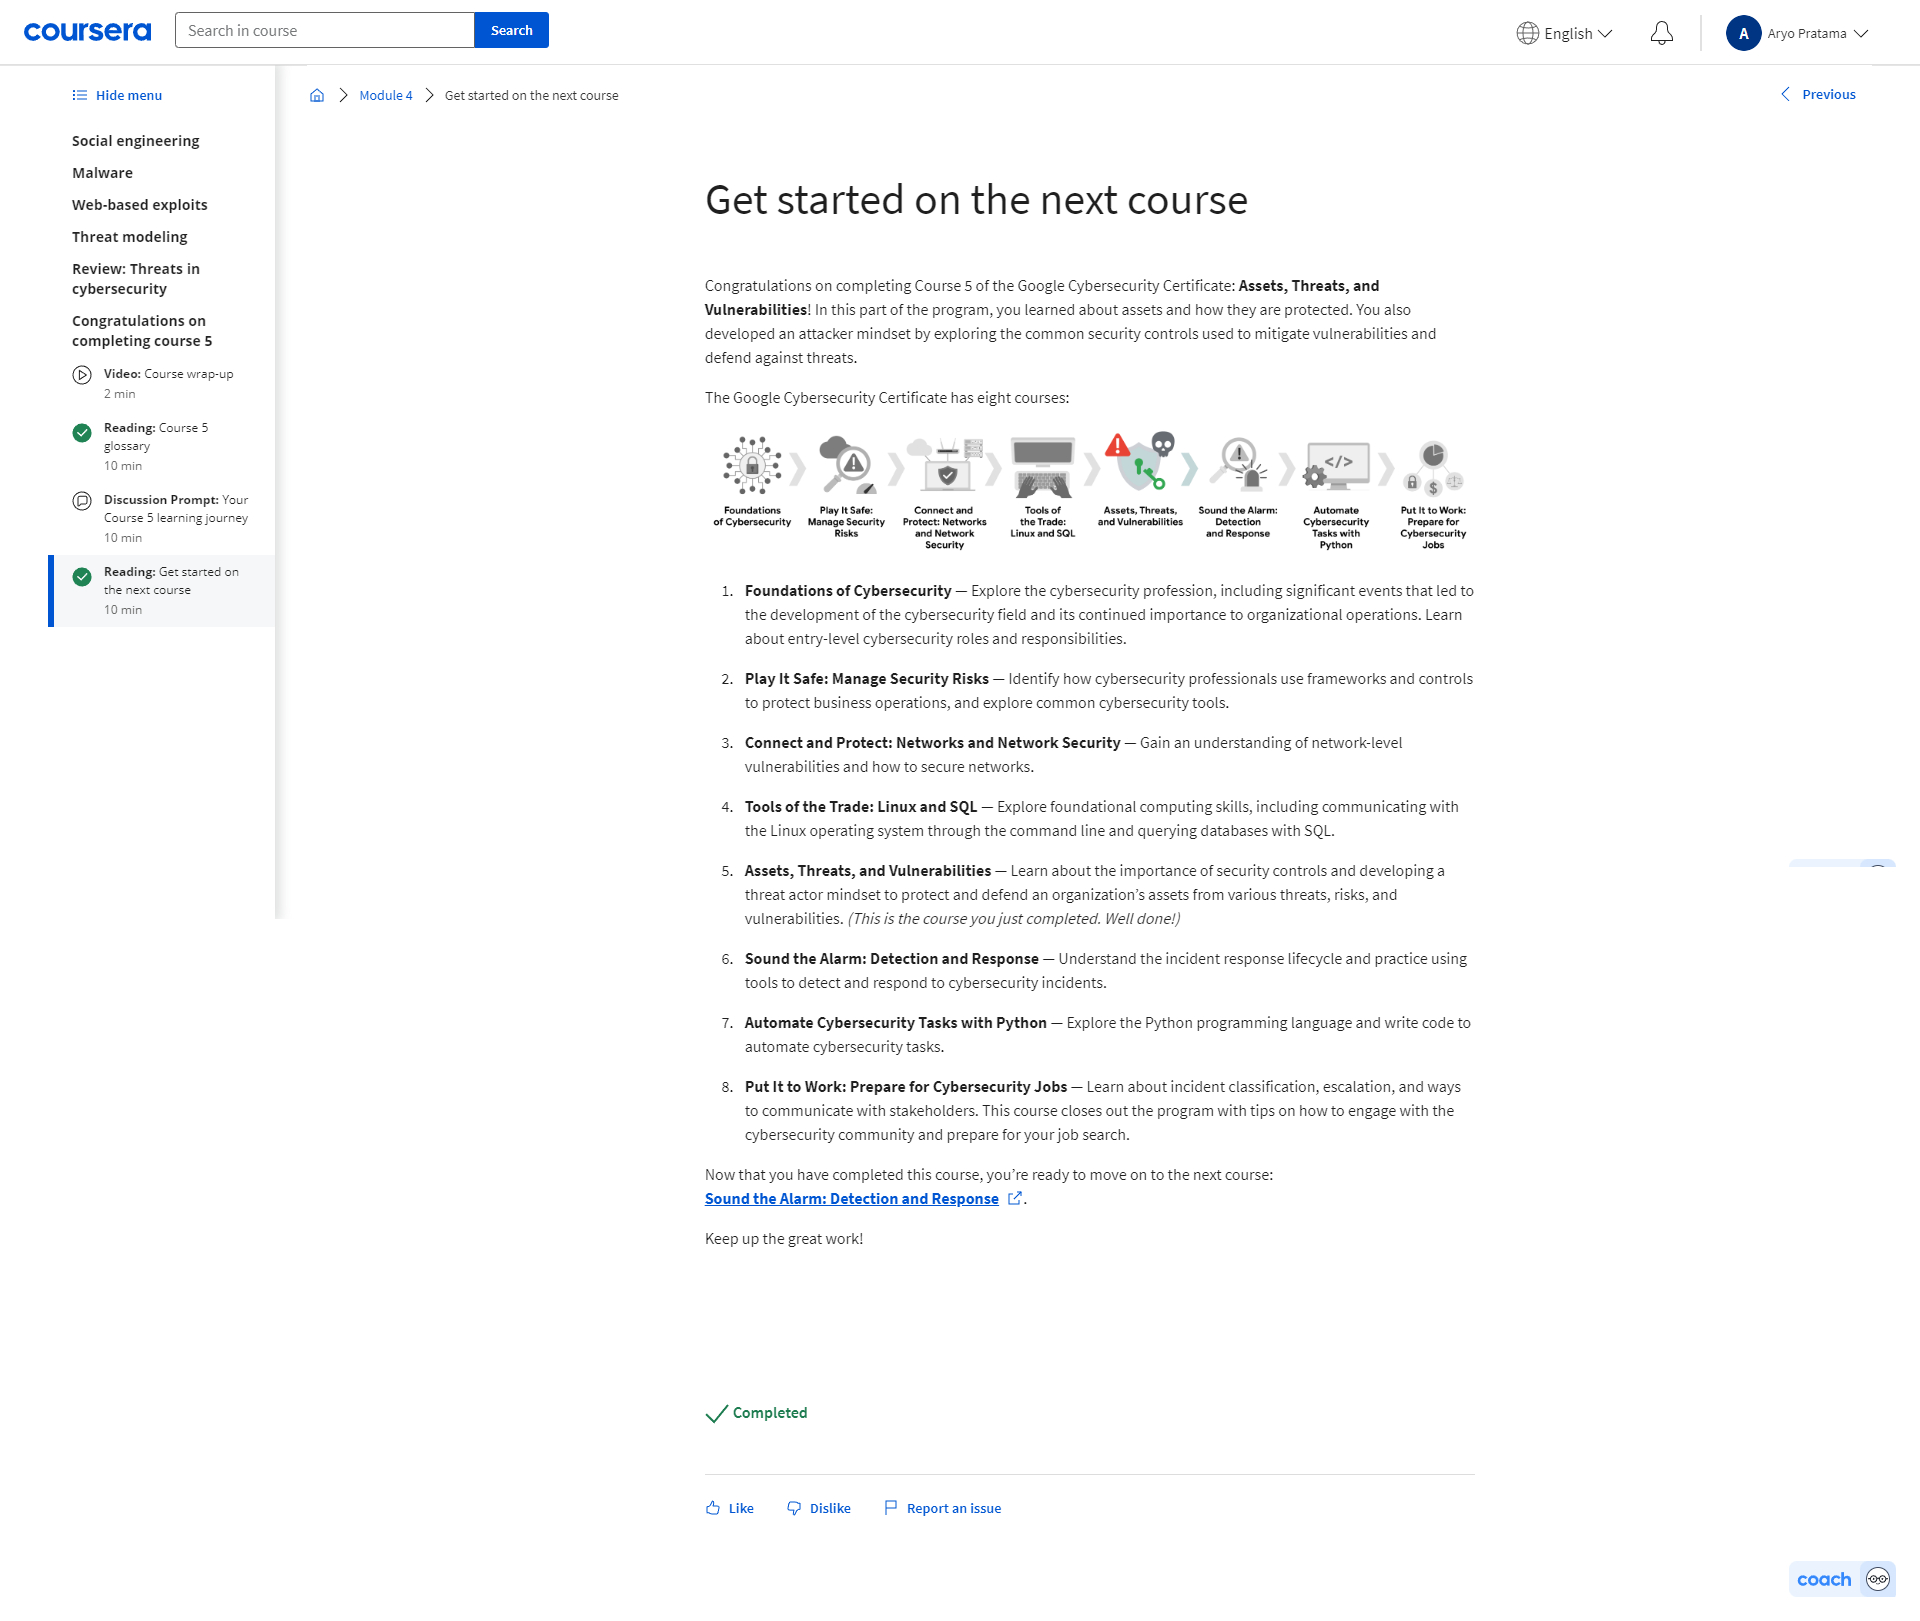 coursera
Search in course
Search
English
A
Aryo Pratama
Hide menu
Social engineering
Malware
Web-based exploits
Threat modeling
Review: Threats in
cybersecurity
Congratulations on
completing course 5
Video: Course wrap-up
2 min
Reading: Course 5
glossary
10 min
Discussion Prompt: Your
Course 5 learning journey
10 min
Reading: Get started on
the next course
10 min
Module 4
Get started on the next course
Previous
Get started on the next course
Congratulations on completing Course 5 of the Google Cybersecurity Certificate: Assets, Threats, and
Vulnerabilities! In this part of the program, you learned about assets and how they are protected. You also
developed an attacker mindset by exploring the common security controls used to mitigate vulnerabilities and
defend against threats.
The Google Cybersecurity Certificate has eight courses:
</>
$
Foundations
of Cybersecurity
Play It Safe:
Manage Security
Risks
Connect and
Protect: Networks
and Network
Security
Tools of
the Trade:
Linux and SQL
Assets, Threats,
and Vulnerabilities
Sound the Alarm:
Detection
and Response
Automate
Cybersecurity
Tasks with
Python
Put It to Work:
Prepare for
Cybersecurity
Jobs
1. Foundations of Cybersecurity — Explore the cybersecurity profession, including significant events that led to
the development of the cybersecurity field and its continued importance to organizational operations. Learn
about entry-level cybersecurity roles and responsibilities.
2. Play It Safe: Manage Security Risks — Identify how cybersecurity professionals use frameworks and controls
to protect business operations, and explore common cybersecurity tools.
3. Connect and Protect: Networks and Network Security — Gain an understanding of network-level
vulnerabilities and how to secure networks.
4. Tools of the Trade: Linux and SQL — Explore foundational computing skills, including communicating with
the Linux operating system through the command line and querying databases with SQL.
5. Assets, Threats, and Vulnerabilities — Learn about the importance of security controls and developing a
threat actor mindset to protect and defend an organization’s assets from various threats, risks, and
vulnerabilities. (This is the course you just completed. Well done!)
6. Sound the Alarm: Detection and Response — Understand the incident response lifecycle and practice using
tools to detect and respond to cybersecurity incidents.
7. Automate Cybersecurity Tasks with Python — Explore the Python programming language and write code to
automate cybersecurity tasks.
8. Put It to Work: Prepare for Cybersecurity Jobs — Learn about incident classification, escalation, and ways
to communicate with stakeholders. This course closes out the program with tips on how to engage with the
cybersecurity community and prepare for your job search.
Now that you have completed this course, you’re ready to move on to the next course:
Sound the Alarm: Detection and Response .
Keep up the great work!
Completed
Like
Dislike
Report an issue
coach